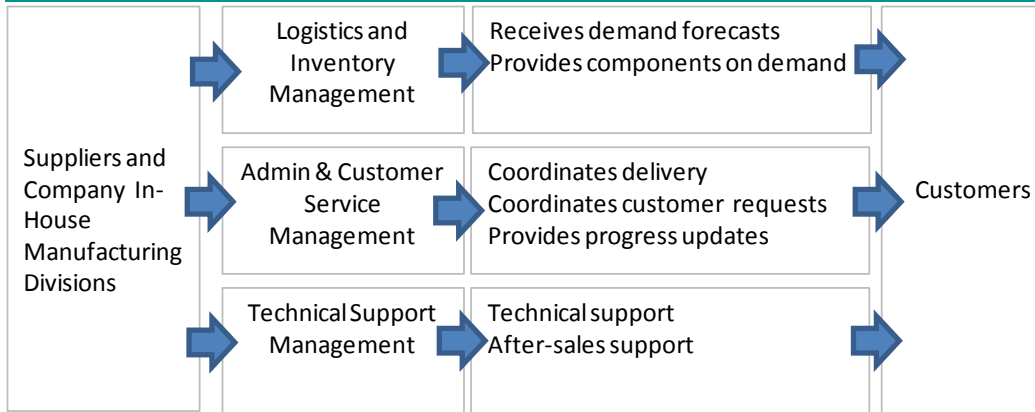 Suppliers and
Company In-
House
Manufacturing
Divisions
Logistics and
Inventory
Management
Receives demand forecasts
Provides components on demand
Admin & Customer
Service
Management
Coordinates delivery
Coordinates customer requests
Provides progress updates
Technical Support
Management
Technical support
After-sales support
Customers